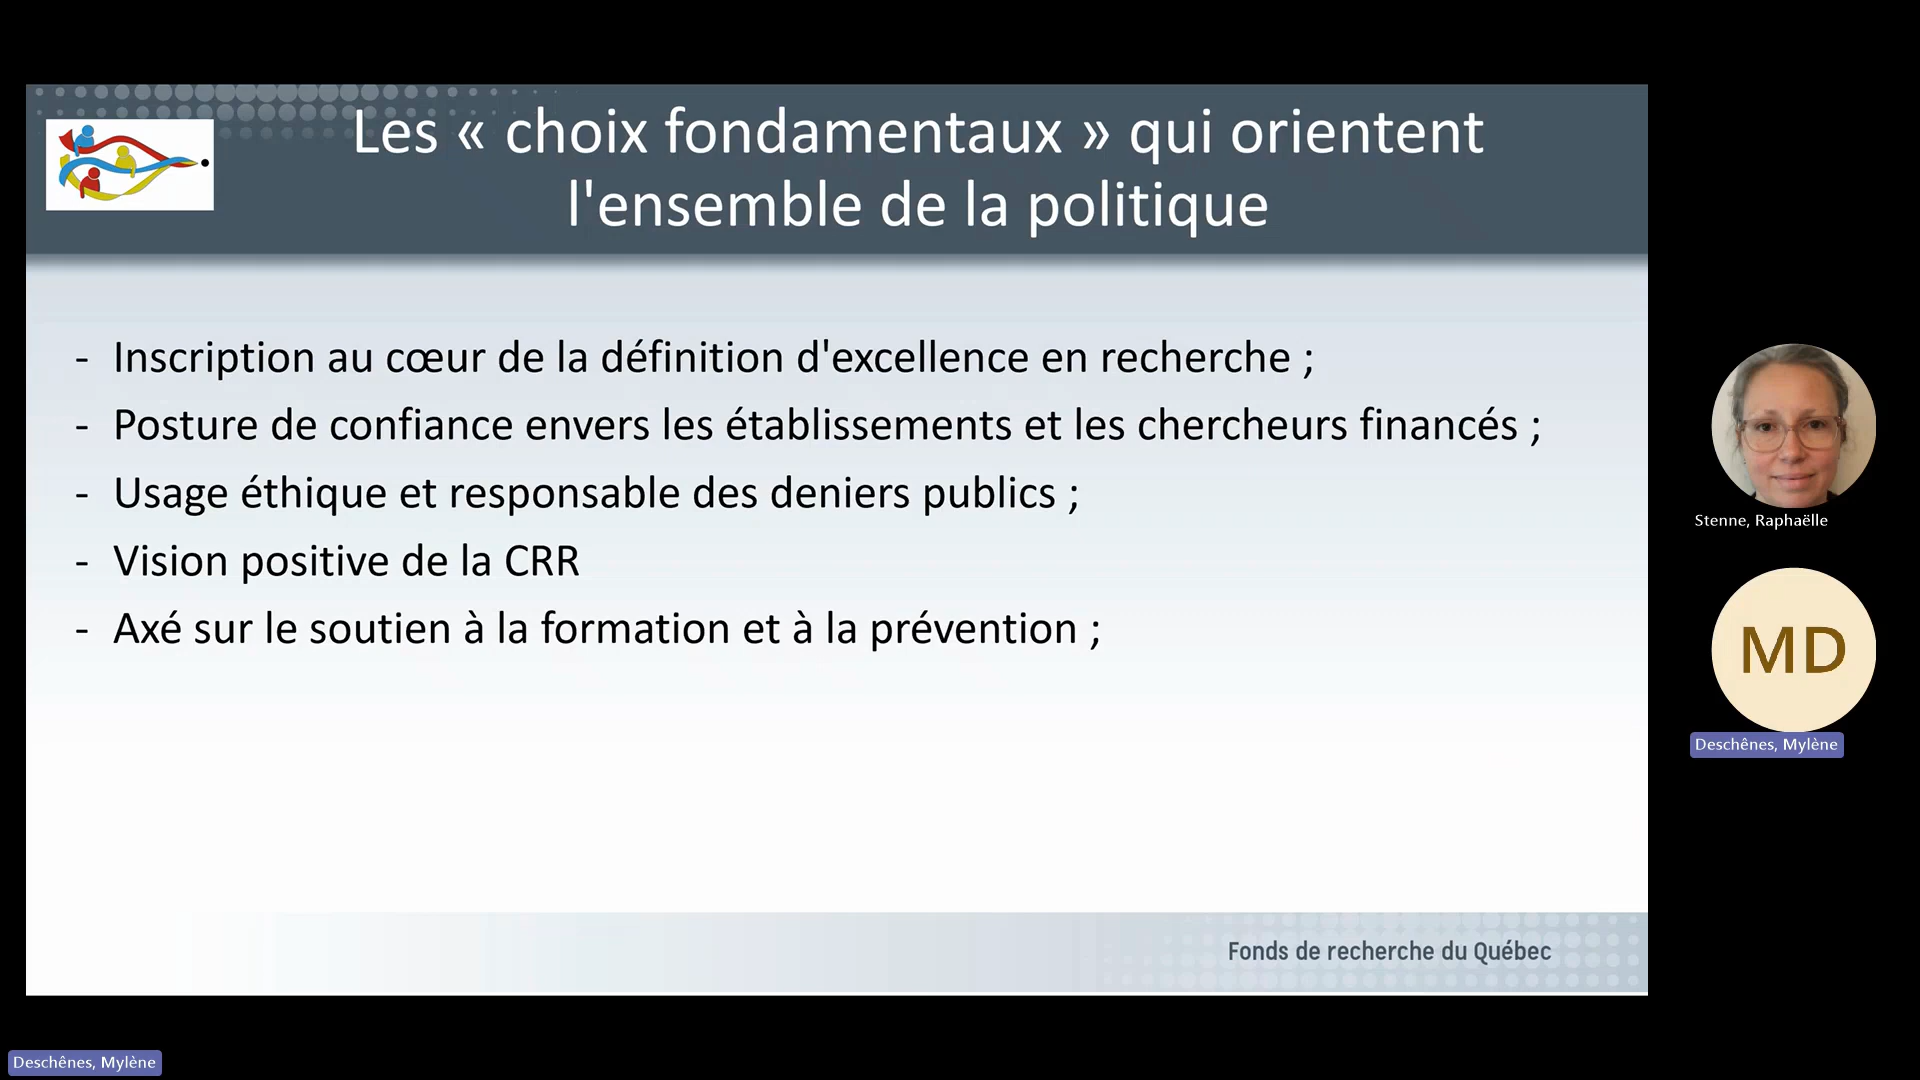 Les « choix fondamentaux » qui orientent
l'ensemble de la politique
- Inscription au cœur de la définition d'excellence en recherche ;
- Posture de confiance envers les établissements et les chercheurs financés ;
- Usage éthique et responsable des deniers publics ;
- Vision positive de la CRR
- Axé sur le soutien à la formation et à la prévention ;
Fonds de recherche du Québec
Stenne, Raphaëlle
MD
Deschênes, Mylène
Deschênes, Mylène